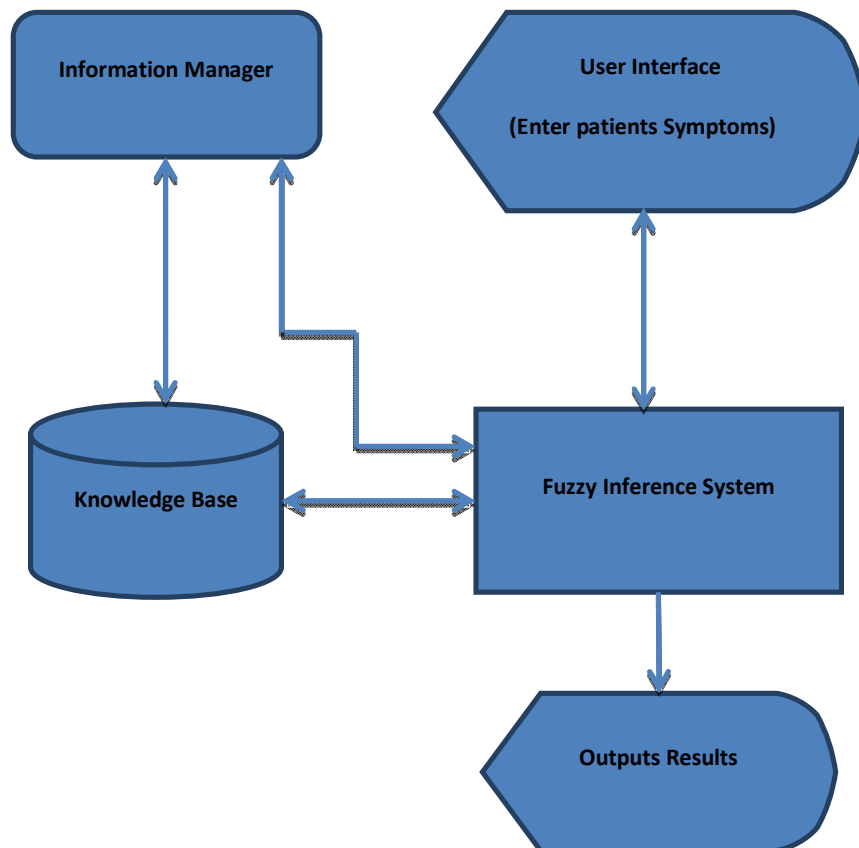 Information Manager
User Interface
(Enter patients Symptoms)
Knowledge Base
Fuzzy Inference System
Outputs Results